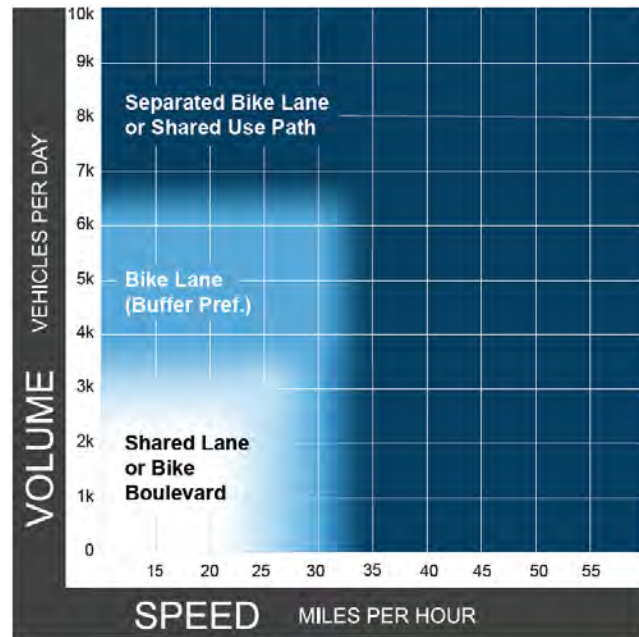 10k
9k
8k
7k
6k
5k
4k
3k
2k
1k
0
Separated Bike Lane
or Shared Use Path
Bike Lane
(Buffer Pref.)
Shared Lane
or Bike
Boulevard
VOLUME VEHICLES PER DAY
15 20 25 30 35 40 45 50 55
SPEED MILES PER HOUR